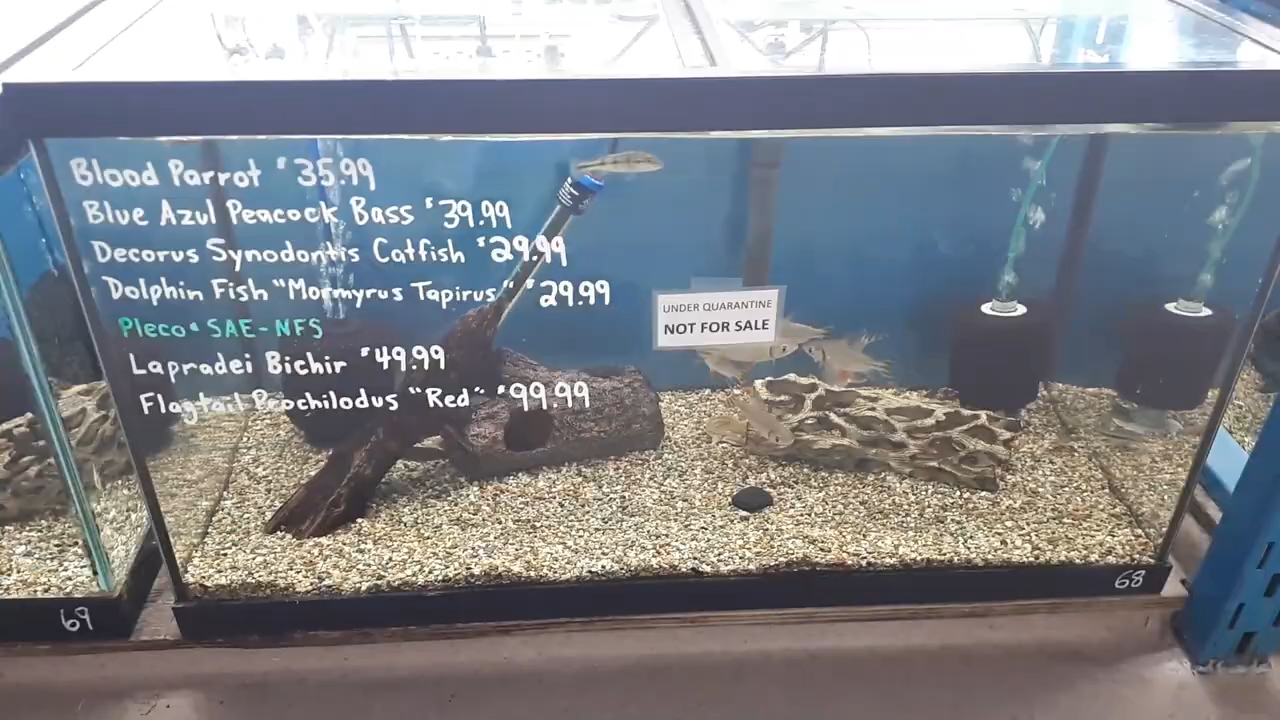 Blood Parrot $35.99
Blue Azul Peacock Bass $39.99
Decorus Synodontis Catfish $29.99
Dolphin Fish "Mormyrus Tapirus" $29.99
Pleco & SAE-NFS
Lapradei Bichir $49.99
Flagtail Prochilodus "Red" $99.99
UNDER QUARANTINE
NOT FOR SALE
69
68